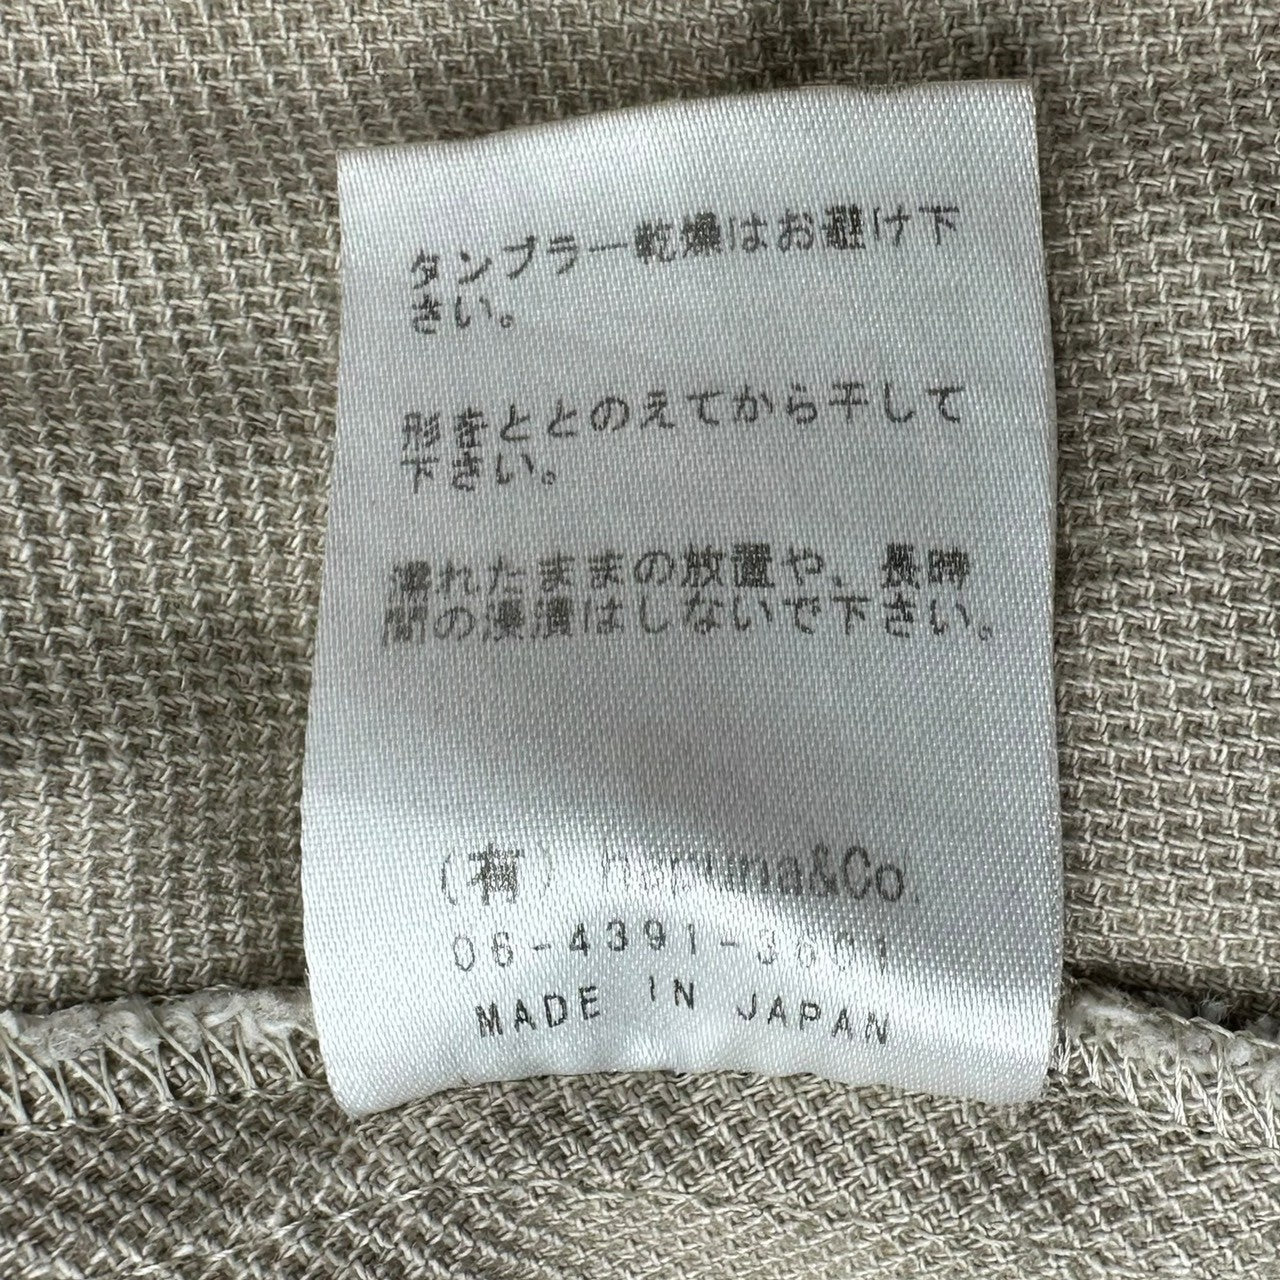 タンブラー乾燥はお避け下
さい。
形をととのえてから干して
下さい。
濡れたままの放置や、長時
間の浸漬はしないで下さい。
(有) &Co.
06-4391-3601
MADE IN JAPAN